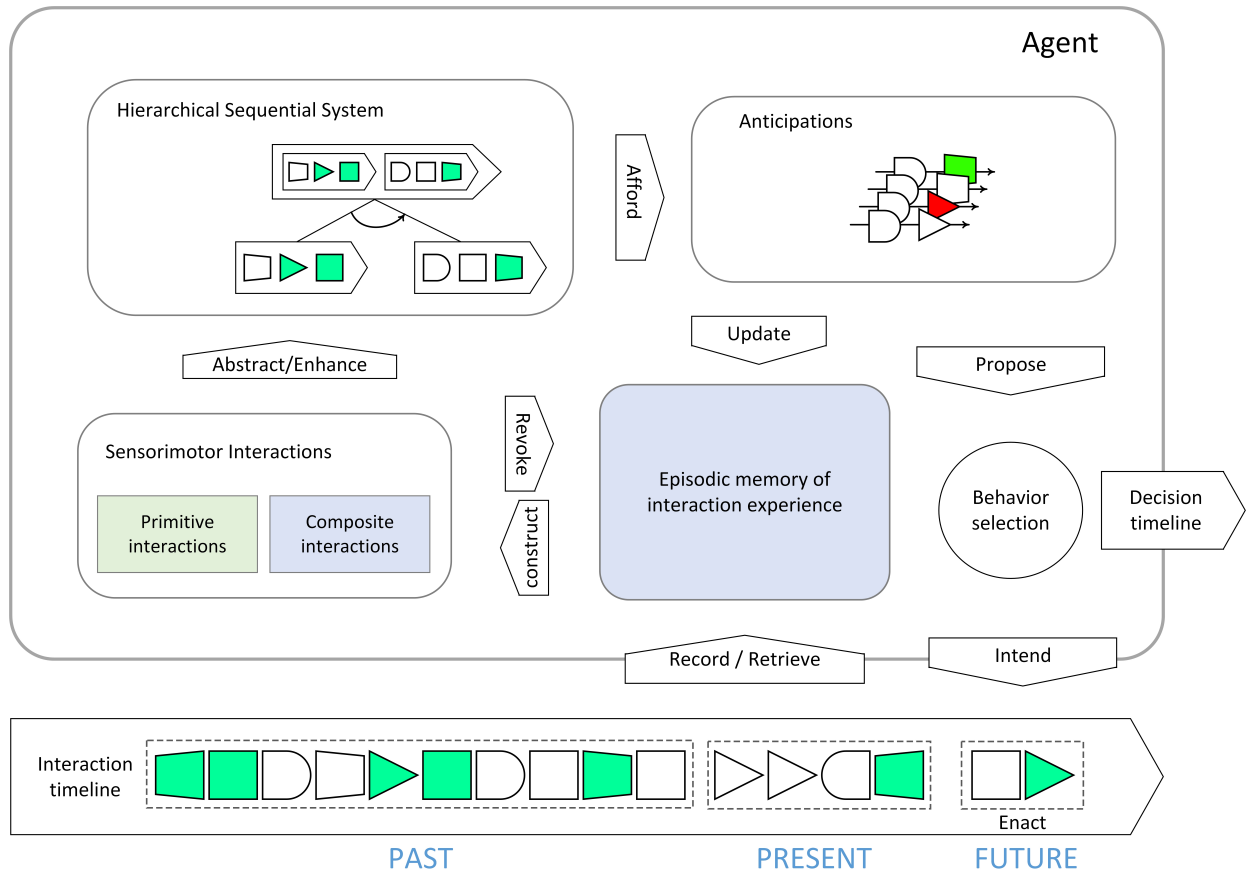 Agent
Hierarchical Sequential System
Anticipations
Afford
Update
Propose
Abstract/Enhance
Revoke
construct
Sensorimotor Interactions
Primitive
interactions
Composite
interactions
Episodic memory of
interaction experience
Behavior
selection
Decision
timeline
Record / Retrieve
Intend
Interaction
timeline
Enact
PAST
PRESENT
FUTURE